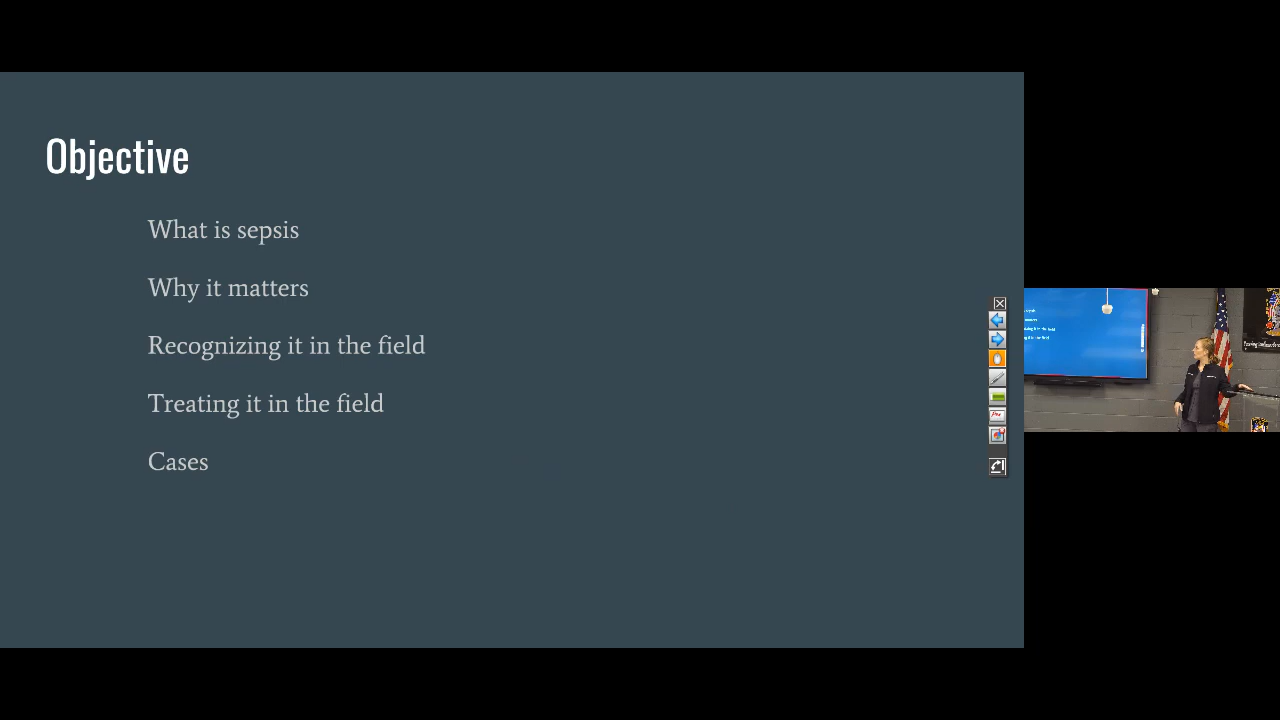 Objective
What is sepsis
Why it matters
Recognizing it in the field
Treating it in the field
Cases